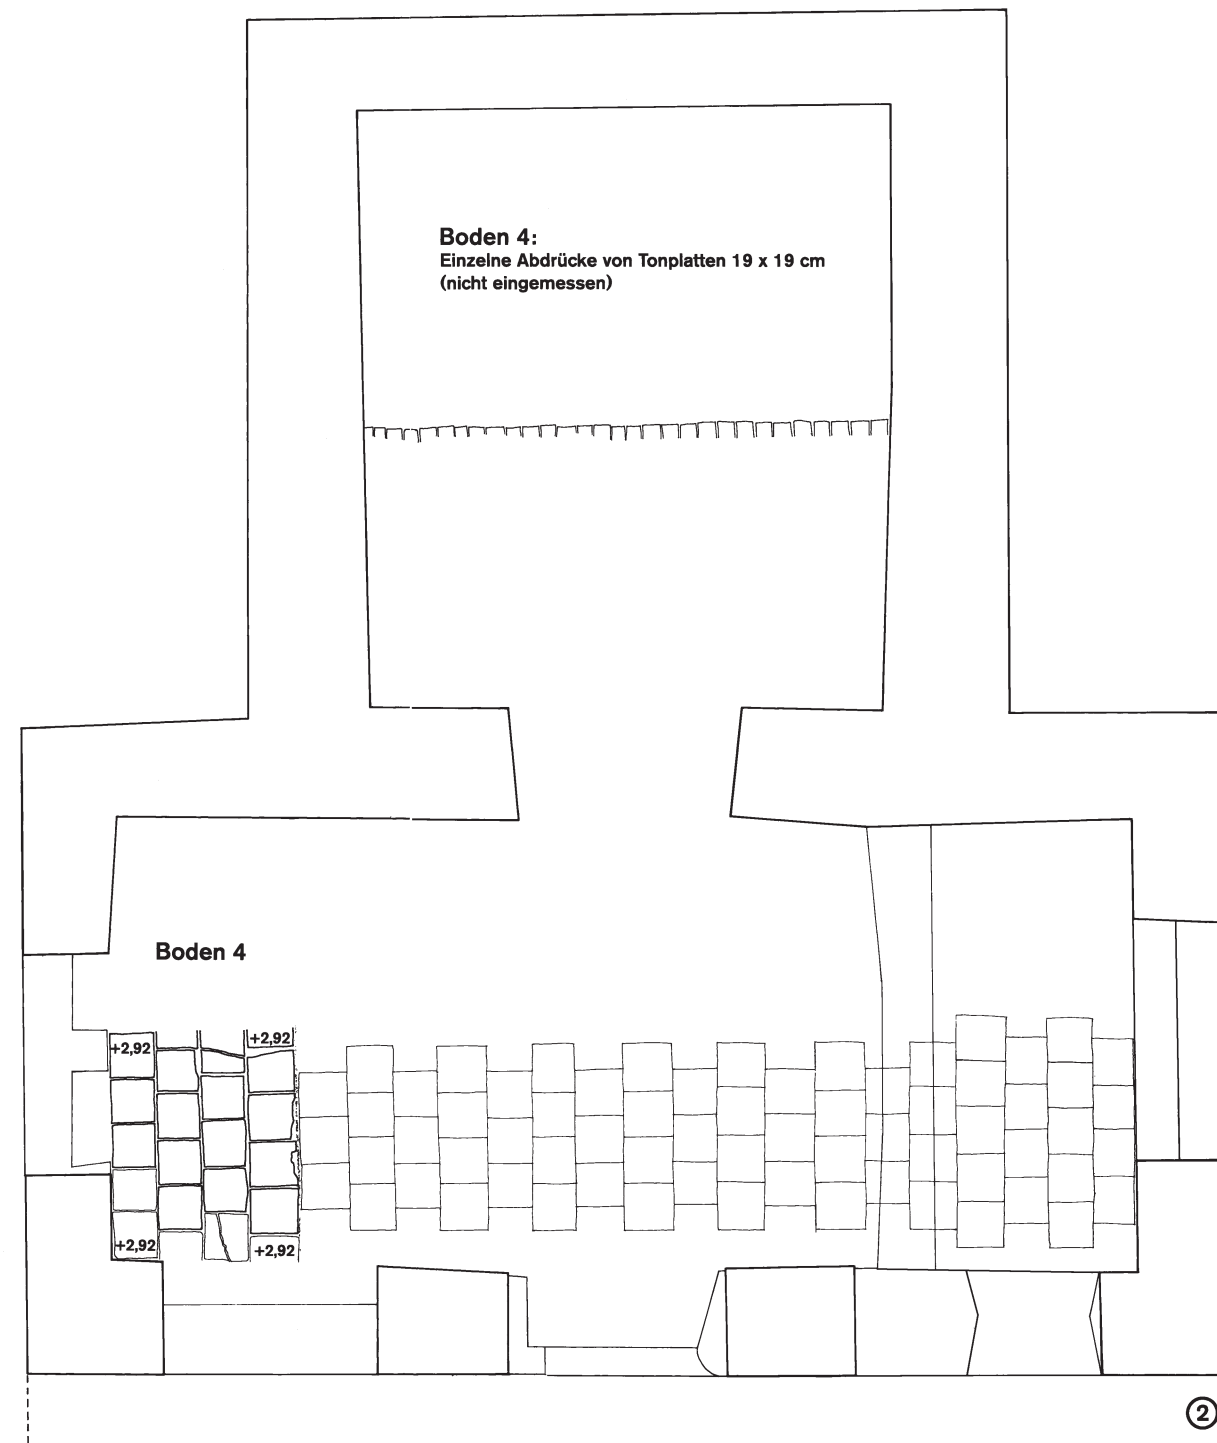 Boden 4:
Einzelne Abdrücke von Tonplatten 19 x 19 cm
(nicht eingemessen)
Boden 4
+2,92
+2,92
+2,92
+2,92
2